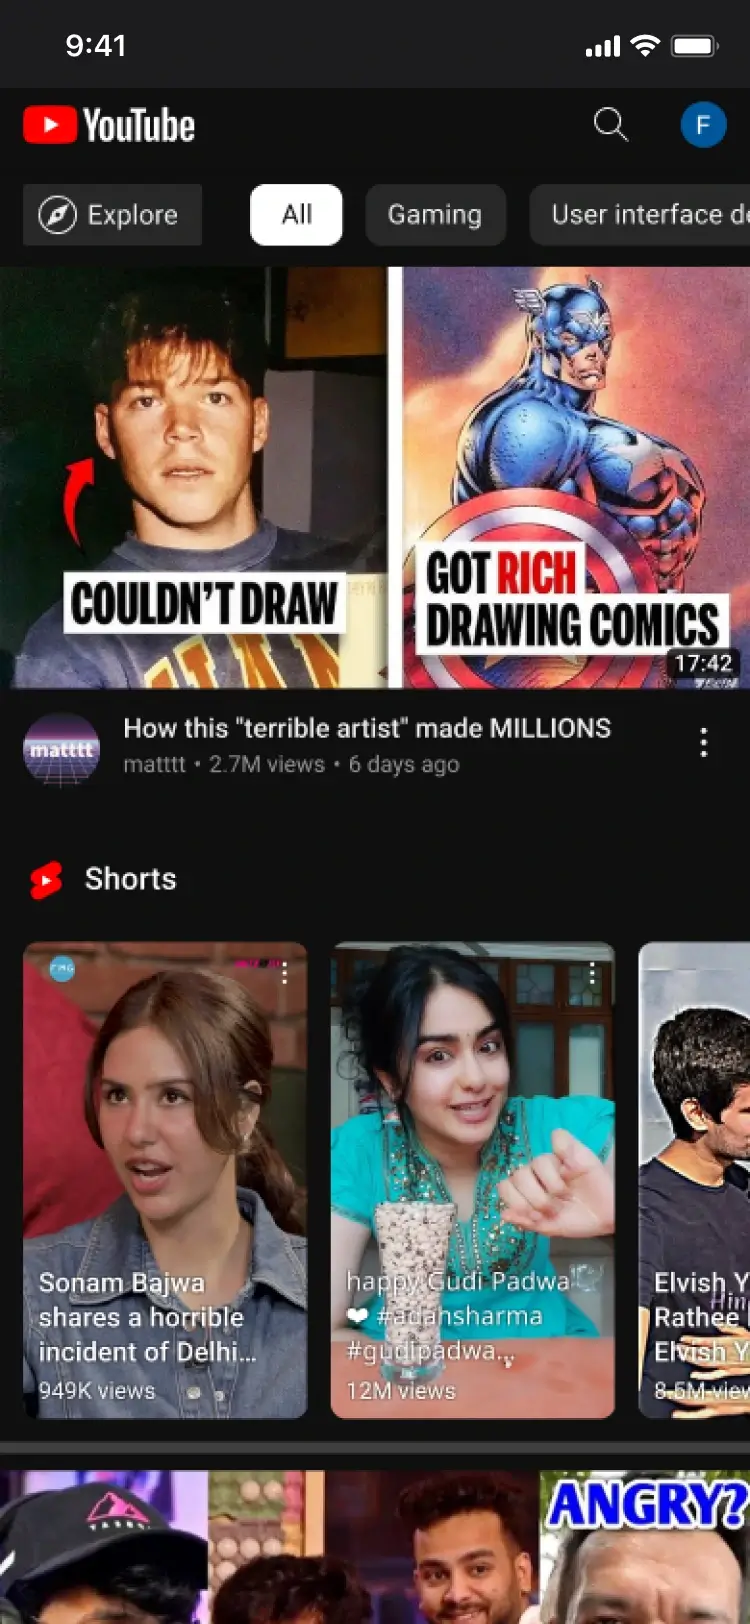 9:41
YouTube
F
Explore
All
Gaming
User interface de
COULDN'T DRAW
GOT RICH
DRAWING COMICS
17:42
matttt
How this "terrible artist" made MILLIONS
matttt • 2.7M views • 6 days ago
Shorts
Sonam Bajwa
shares a horrible
incident of Delhi...
949K views
happy Gudi Padwa
❤ #adahsharma
#gudipadwa...
12M views
Elvish Y
Rathee
Elvish Y
8.5M view
ANGRY?